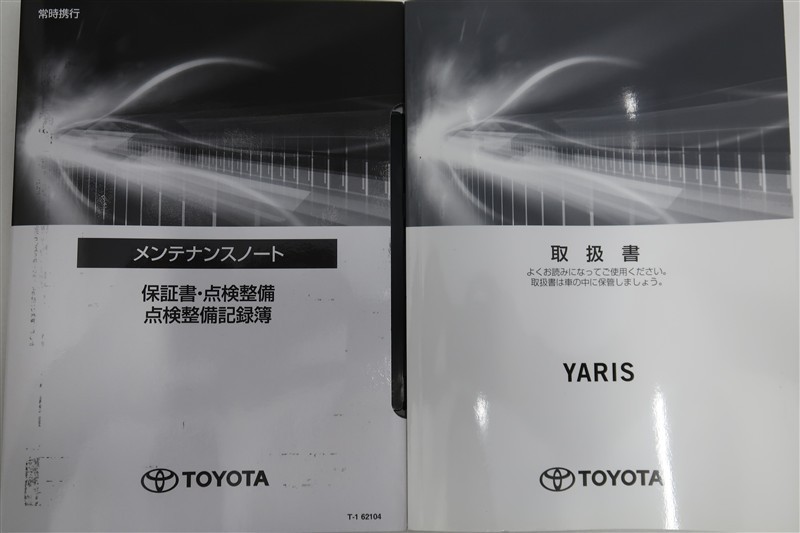 常時携行
メンテナンスノート
保証書・点検整備
点検整備記録簿
TOYOTA
T-1 62104
取扱書
よくお読みになってご使用ください。
取扱書は車の中に保管しましょう。
YARIS
TOYOTA